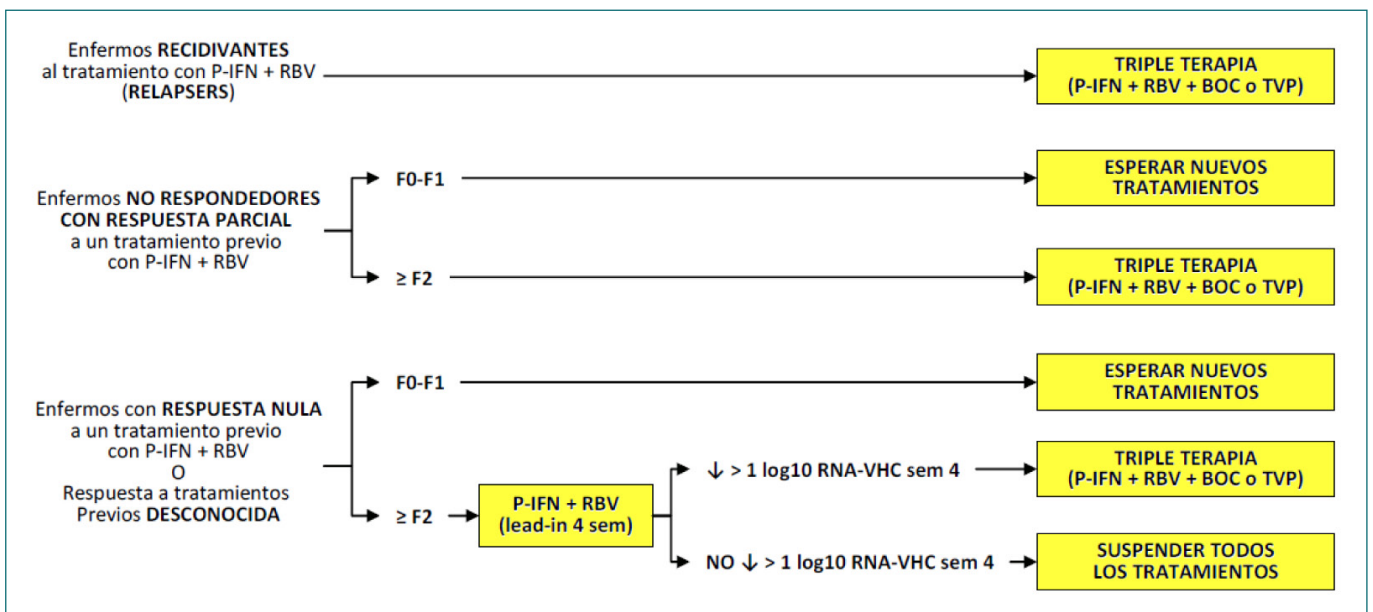 Enfermos RECIDIVANTES
al tratamiento con P-IFN + RBV
(RELAPSERS)
TRIPLE TERAPIA
(P-IFN + RBV + BOC o TVP)
Enfermos NO RESPONDEDORES
CON RESPUESTA PARCIAL
a un tratamiento previo
con P-IFN + RBV
F0-F1
ESPERAR NUEVOS
TRATAMIENTOS
≥ F2
TRIPLE TERAPIA
(P-IFN + RBV + BOC o TVP)
Enfermos con RESPUESTA NULA
a un tratamiento previo
con P-IFN + RBV
O
Respuesta a tratamientos
Previos DESCONOCIDA
F0-F1
ESPERAR NUEVOS
TRATAMIENTOS
≥ F2
P-IFN + RBV
(lead-in 4 sem)
↓ > 1 log10 RNA-VHC sem 4
TRIPLE TERAPIA
(P-IFN + RBV + BOC o TVP)
NO ↓ > 1 log10 RNA-VHC sem 4
SUSPENDER TODOS
LOS TRATAMIENTOS